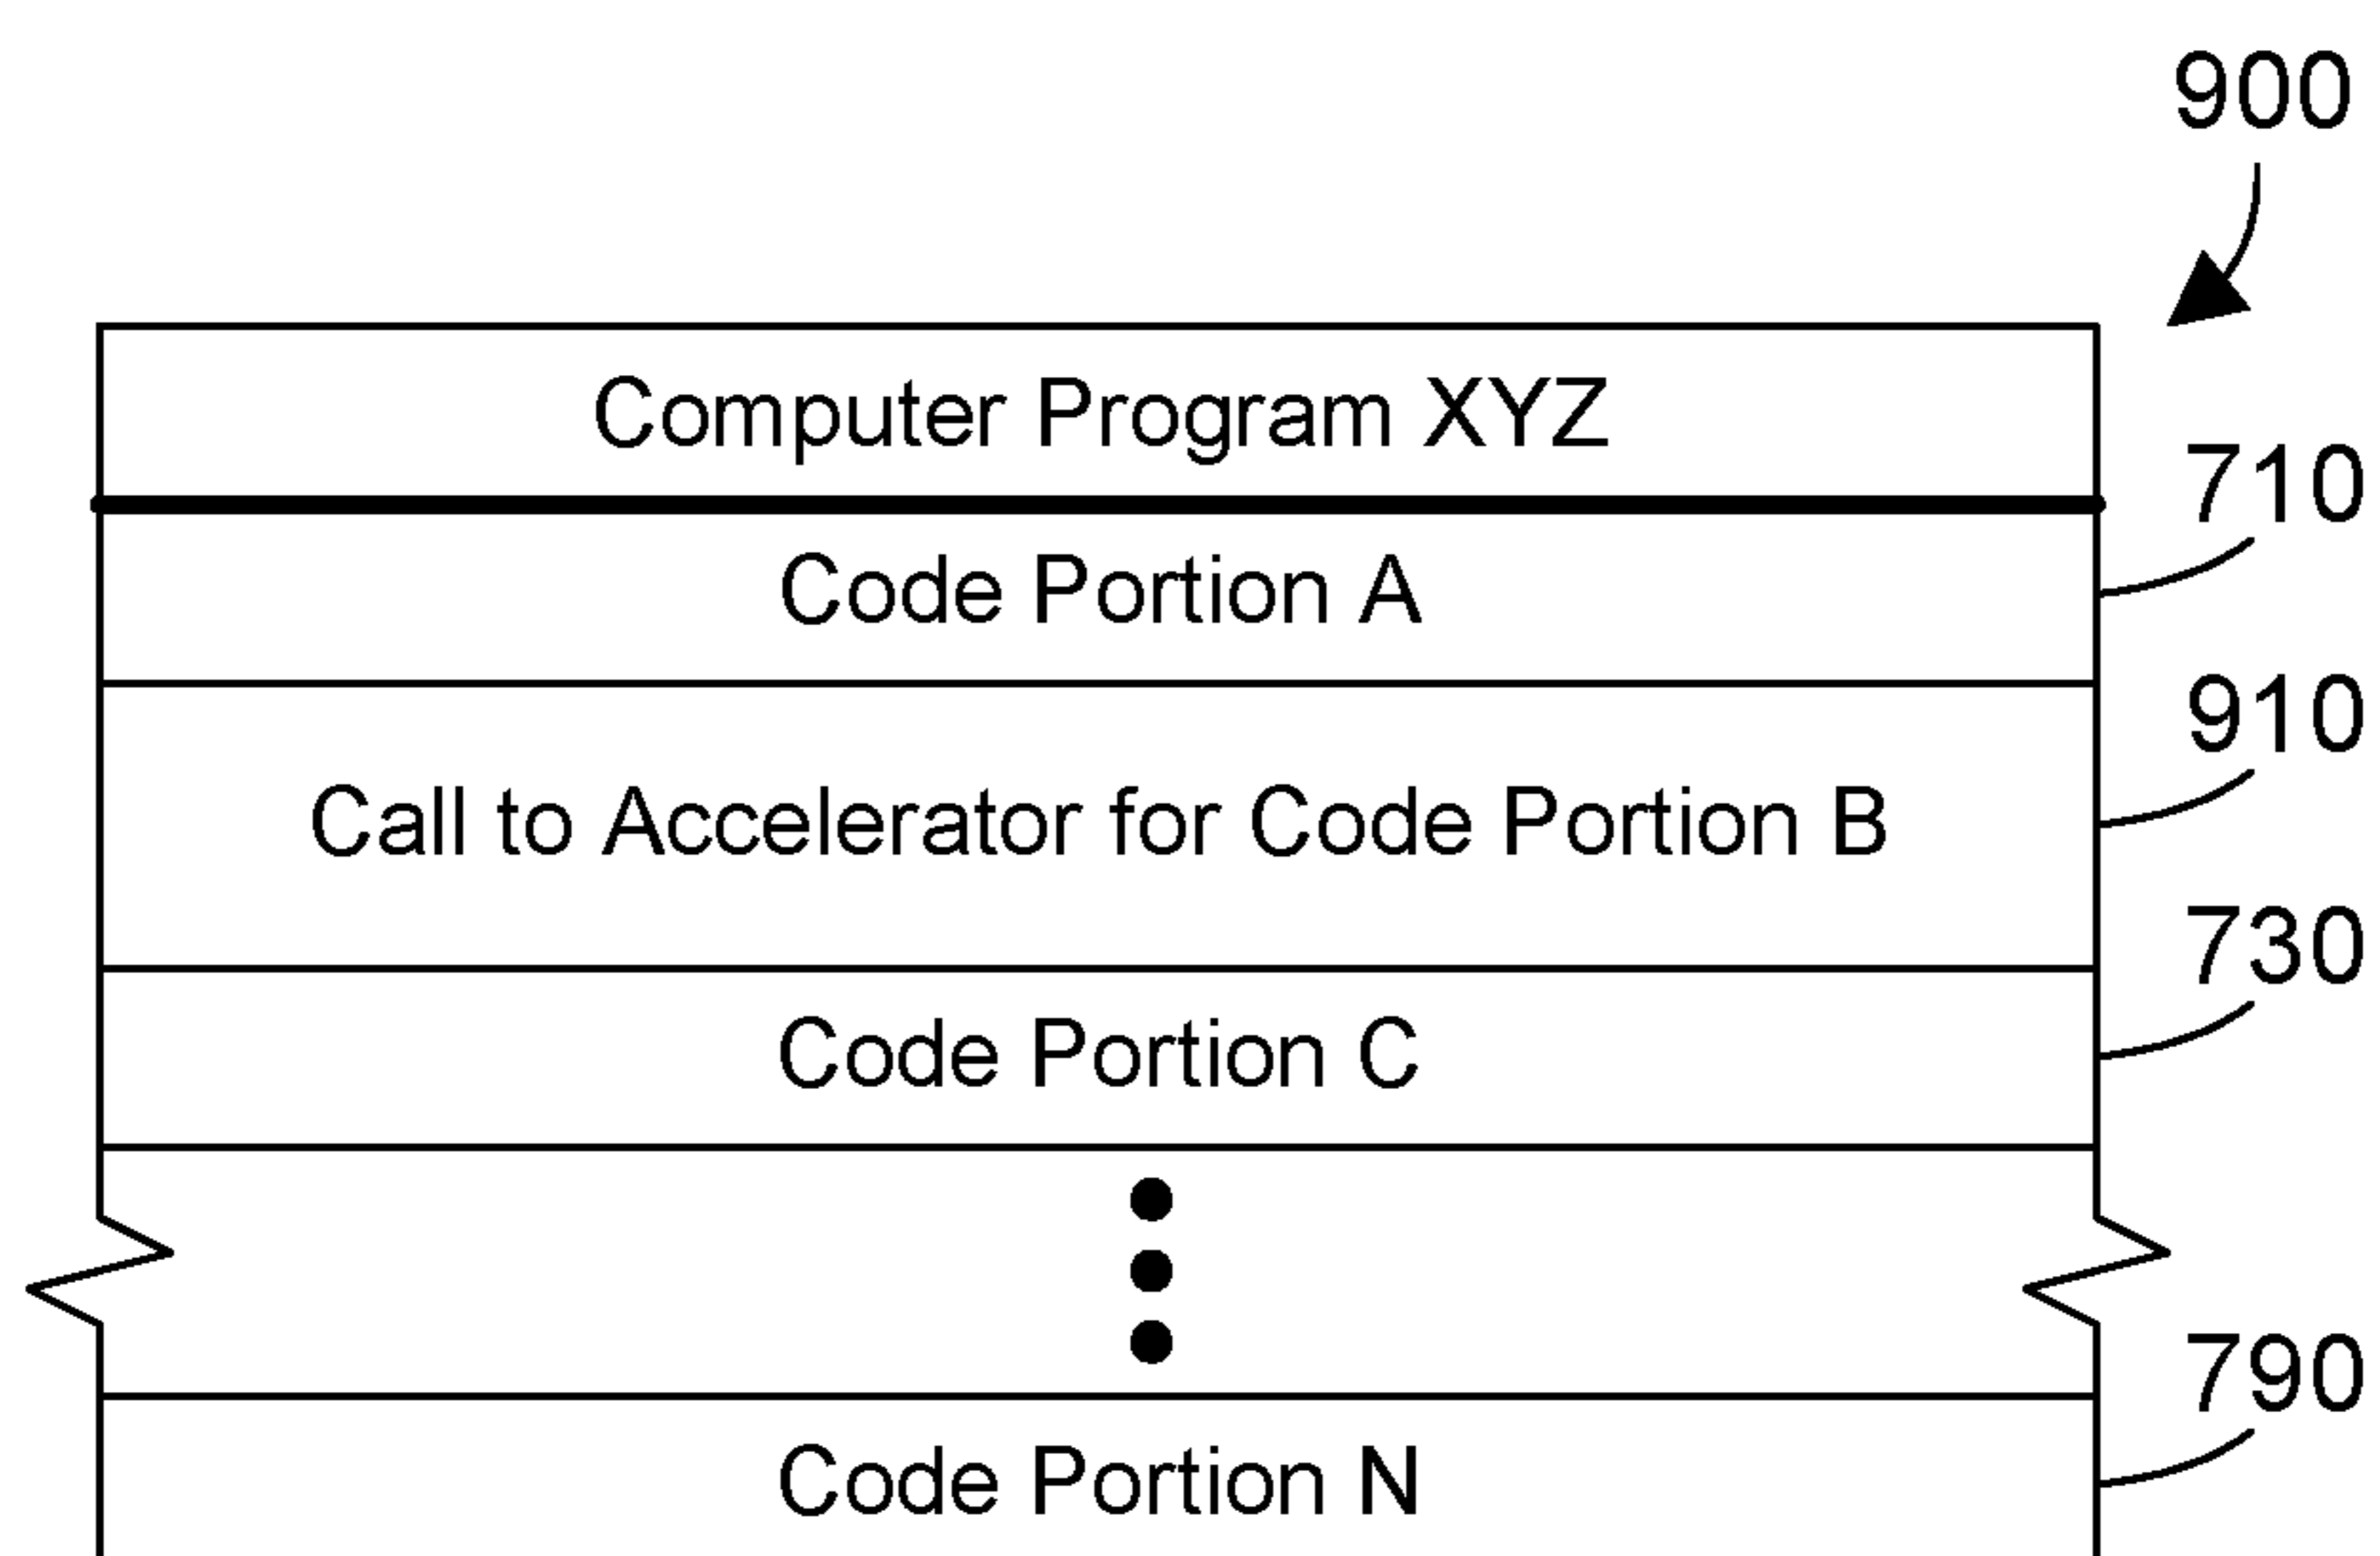 900
Computer Program XYZ
710
Code Portion A
910
Call to Accelerator for Code Portion B
730
Code Portion C
790
Code Portion N